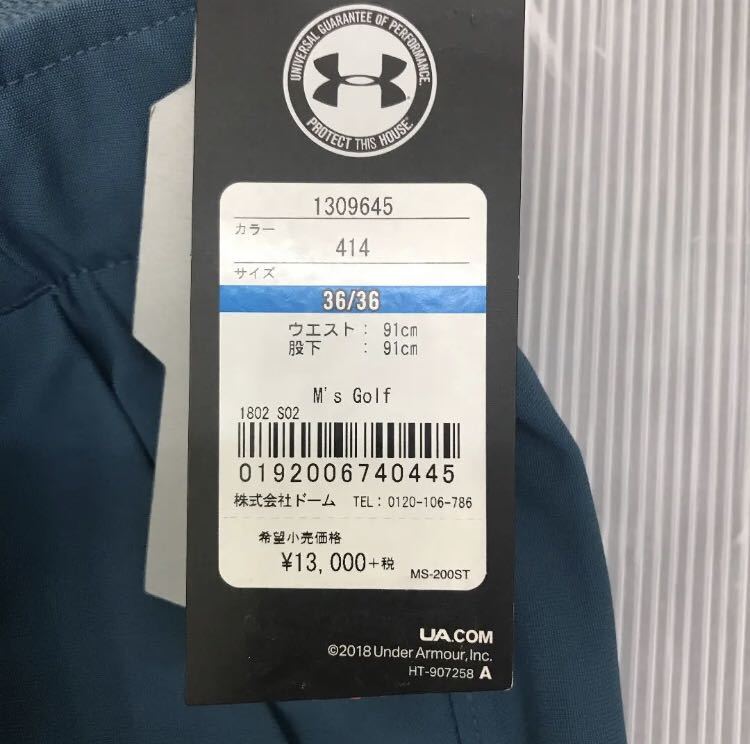 UNIVERSAL GUARANTEE OF PERFORMANCE.
PROTECT THIS HOUSE.
1309645
カラー
414
サイズ
36/36
ウエスト： 91cm
股下 ： 91cm
M's Golf
1802 S02
0192006740445
株式会社ドーム TEL: 0120-106-786
希望小売価格
¥13,000+税
MS-200ST
UA.COM
©2018 Under Armour, Inc.
HT-907258 A